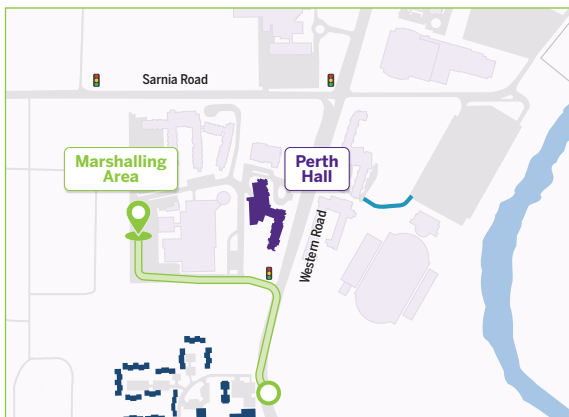 Sarnia Road
Marshalling
Area
Perth
Hall
Western Road